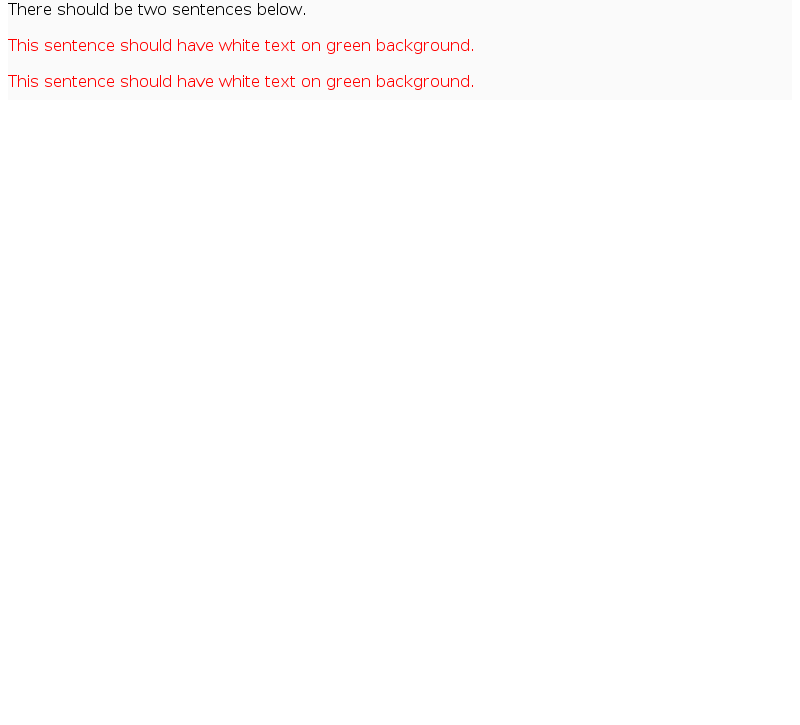 There should be two sentences below.
This sentence should have white text on green background.
This sentence should have white text on green background.